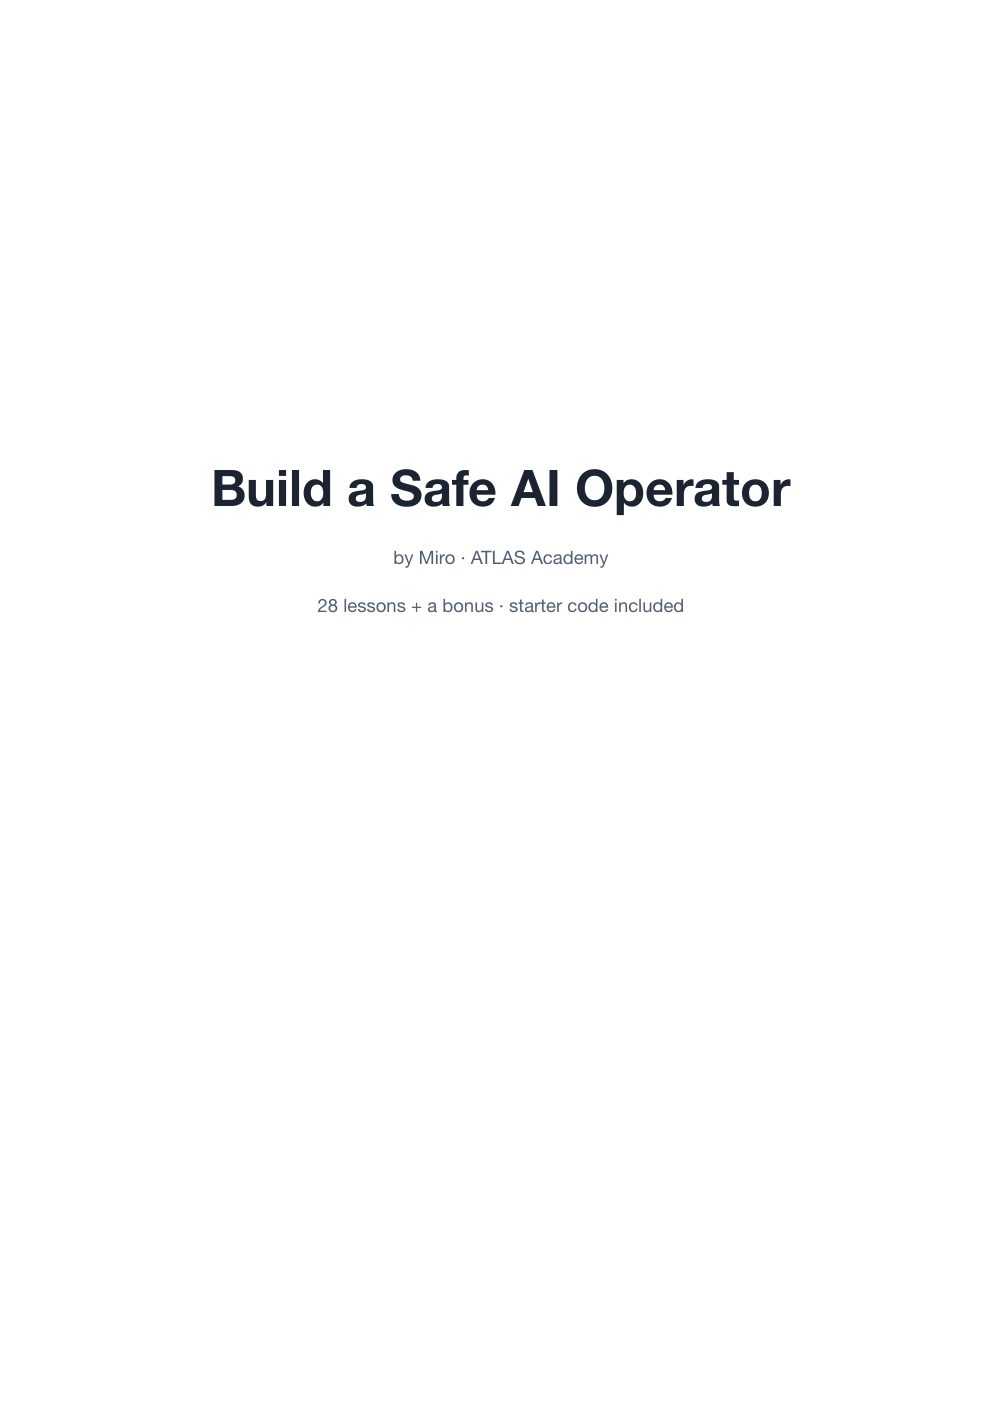 Build a Safe AI Operator
by Miro · ATLAS Academy
28 lessons + a bonus · starter code included